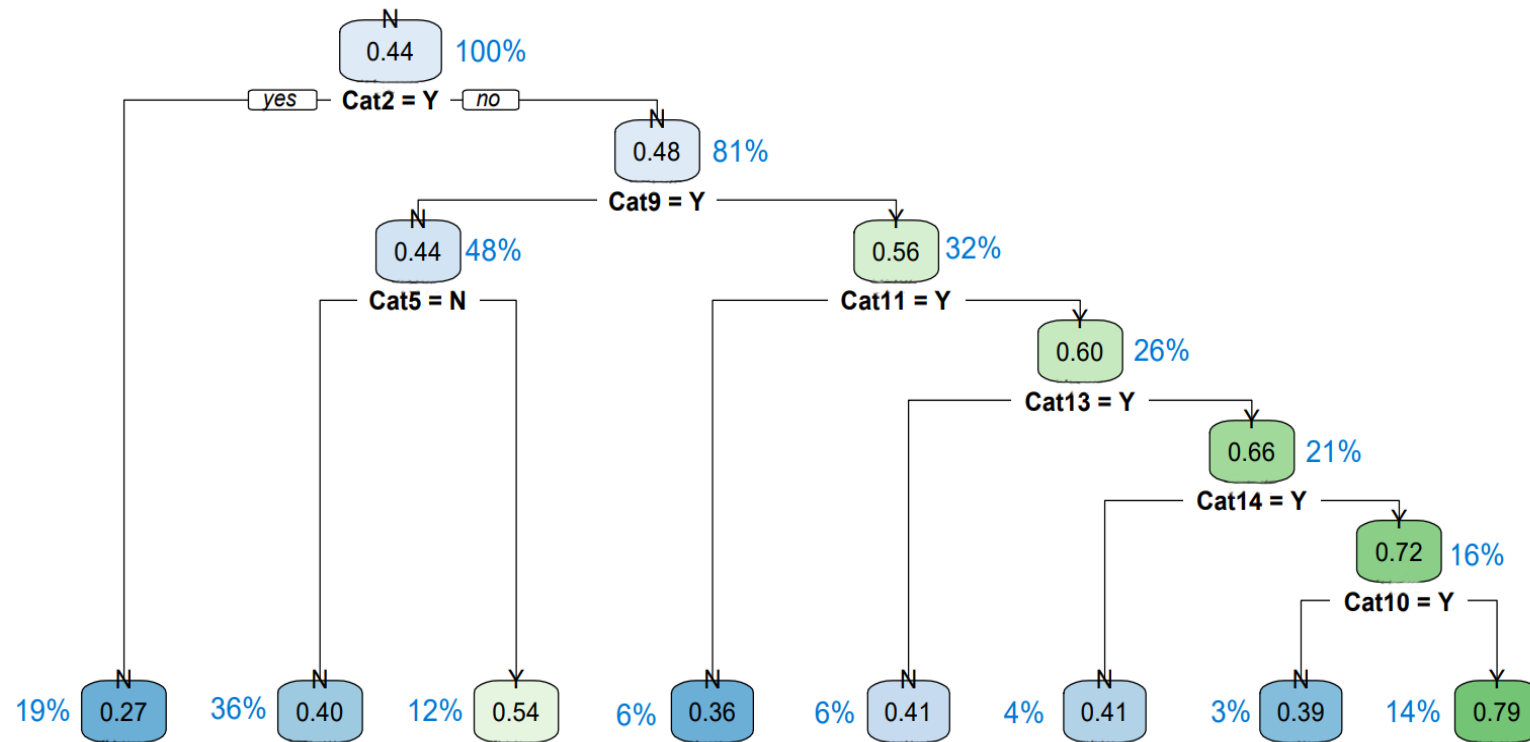 N
0.44 100%
yes Cat2 = Y no
N
0.48 81%
Cat9 = Y
N Y
0.44 48% 0.56 32%
Cat5 = N Cat11 = Y
Y
0.60 26%
Cat13 = Y
Y
0.66 21%
Cat14 = Y
Y
0.72 16%
Cat10 = Y
N N Y N N N N Y
19% 0.27 36% 0.40 12% 0.54 6% 0.36 6% 0.41 4% 0.41 3% 0.39 14% 0.79